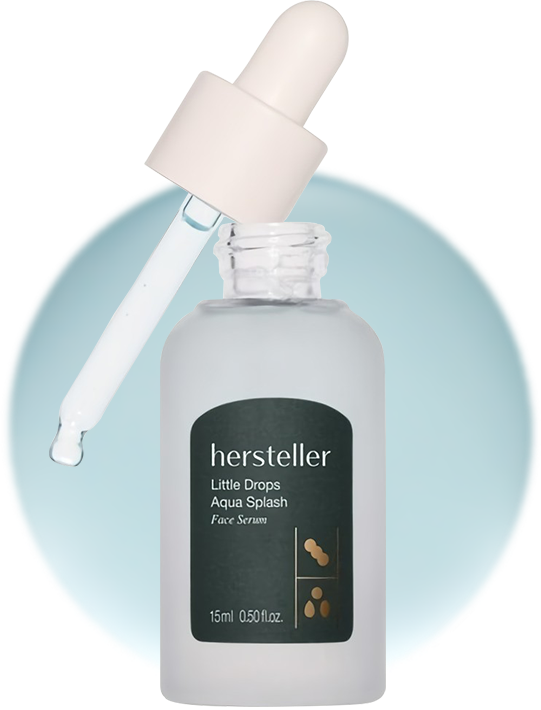 hersteller
Little Drops
Aqua Splash
Face Serum
15ml 0.50 fl.oz.